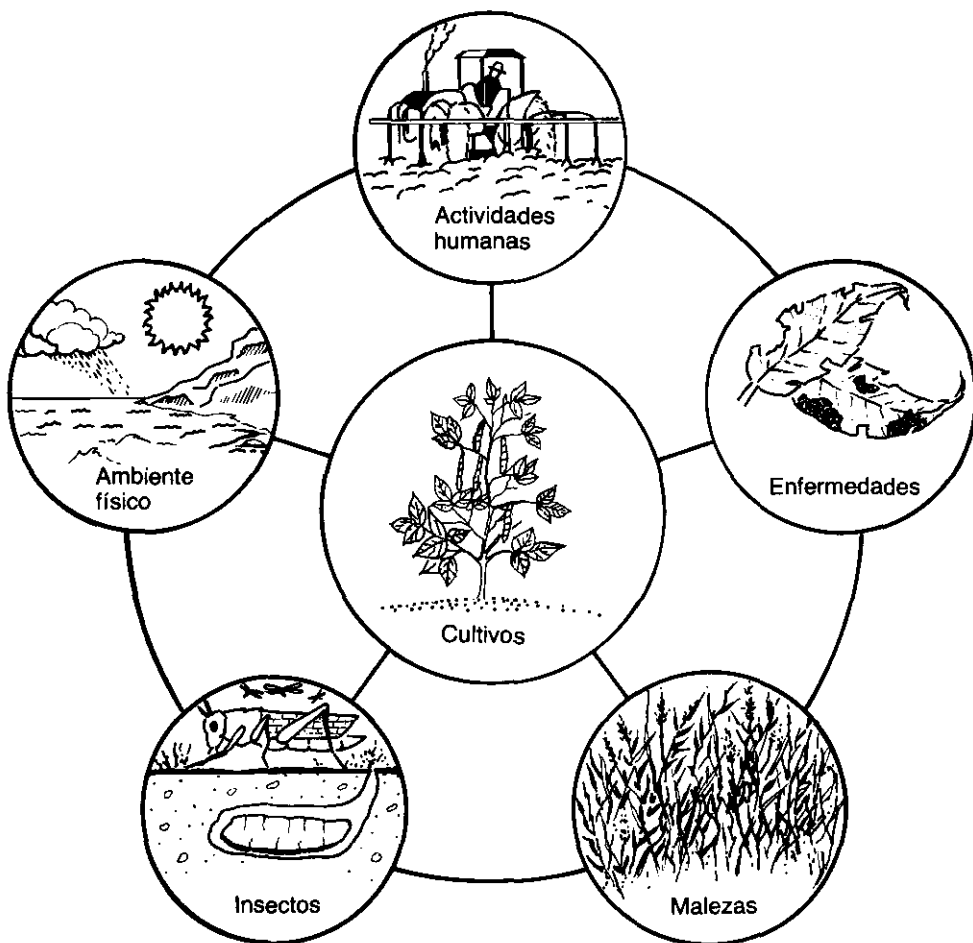 Actividades
humanas
Ambiente
físico
Enfermedades
Cultivos
Insectos
Malezas